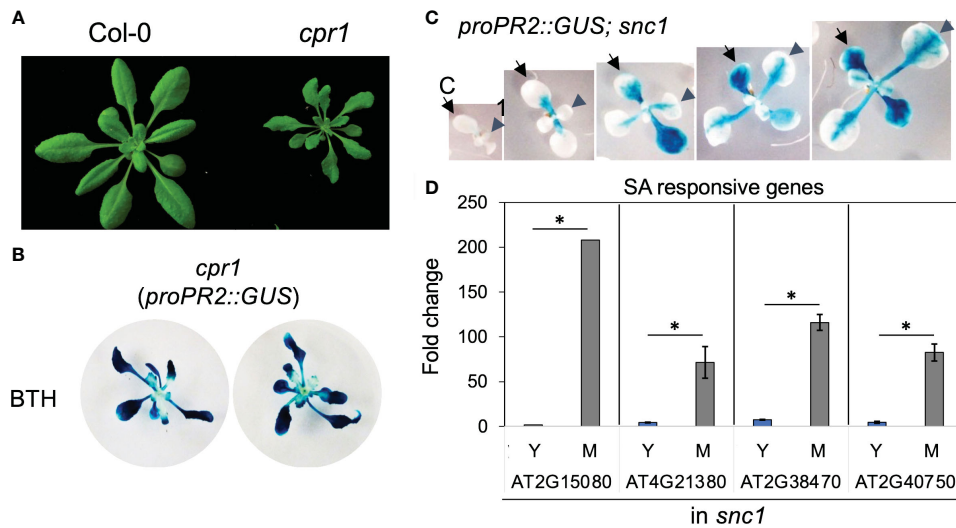 A
Col-0
cpr1
B
cpr1
(proPR2::GUS)
BTH
C
proPR2::GUS; snc1
C
1
D
SA responsive genes
Fold change
250
200
150
100
50
0
*
*
*
*
Y M Y M Y M Y M
AT2G15080 AT4G21380 AT2G38470 AT2G40750
in snc1